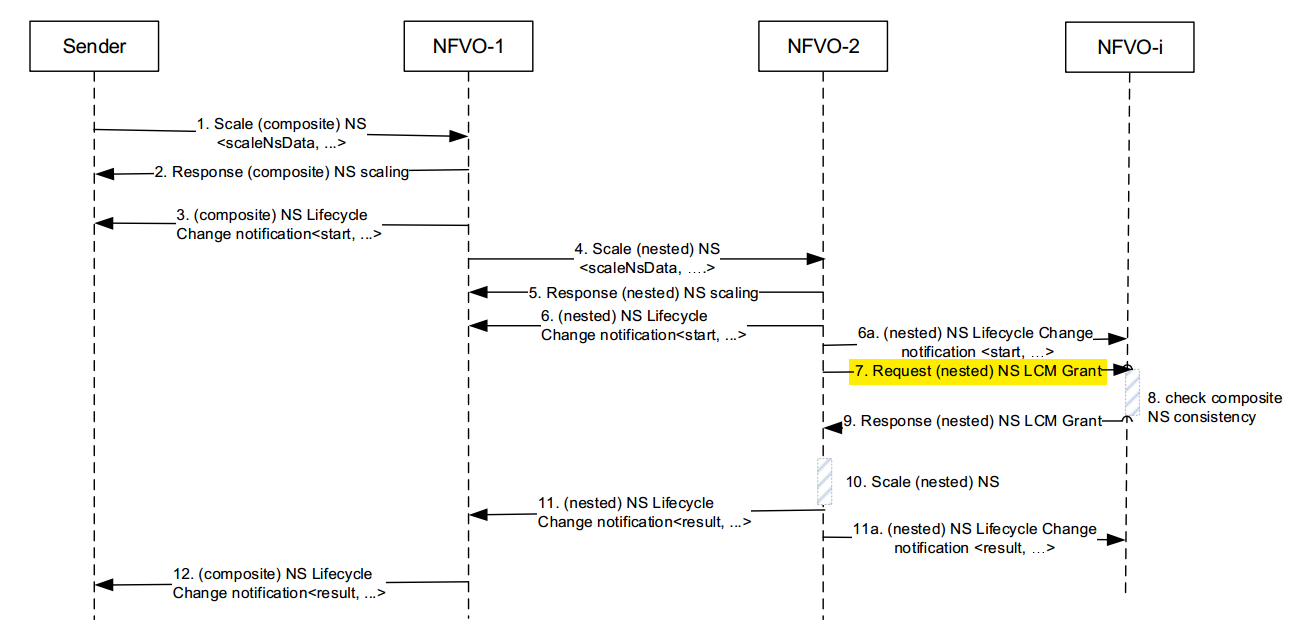 Sender
NFVO-1
NFVO-2
NFVO-i
1. Scale (composite) NS
<scaleNsData, ...>
2. Response (composite) NS scaling
3. (composite) NS Lifecycle
Change notification<start, ...>
4. Scale (nested) NS
<scaleNsData, ....>
5. Response (nested) NS scaling
6. (nested) NS Lifecycle
Change notification<start, ...>
6a. (nested) NS Lifecycle Change
notification <start, ...>
7. Request (nested) NS LCM Grant
8. check composite
NS consistency
9. Response (nested) NS LCM Grant
10. Scale (nested) NS
11. (nested) NS Lifecycle
Change notification<result, ...>
11a. (nested) NS Lifecycle Change
notification <result, ...>
12. (composite) NS Lifecycle
Change notification<result, ...>